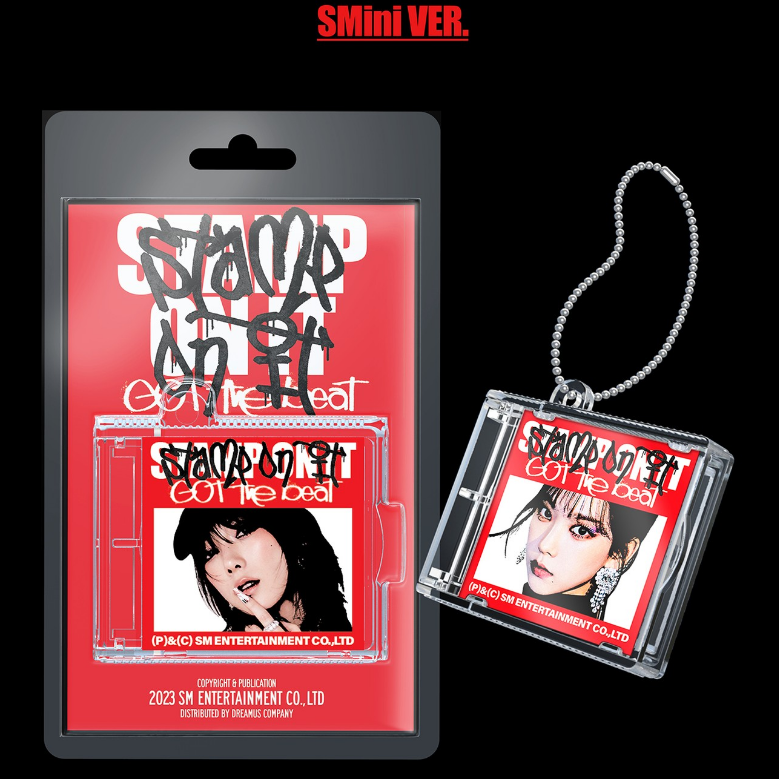 SMini VER.
STAMP
STAMP
ON IT
ON IT
GOT the beat
STAMP ON IT
STAMP ON IT
GOT the beat
(P)&(C) SM ENTERTAINMENT CO.,LTD
COPYRIGHT & PUBLICATION
2023 SM ENTERTAINMENT CO., LTD
DISTRIBUTED BY DREAMUS COMPANY
STAMP ON IT
STAMP ON IT
GOT the beat
(P)&(C) SM ENTERTAINMENT CO.,LTD